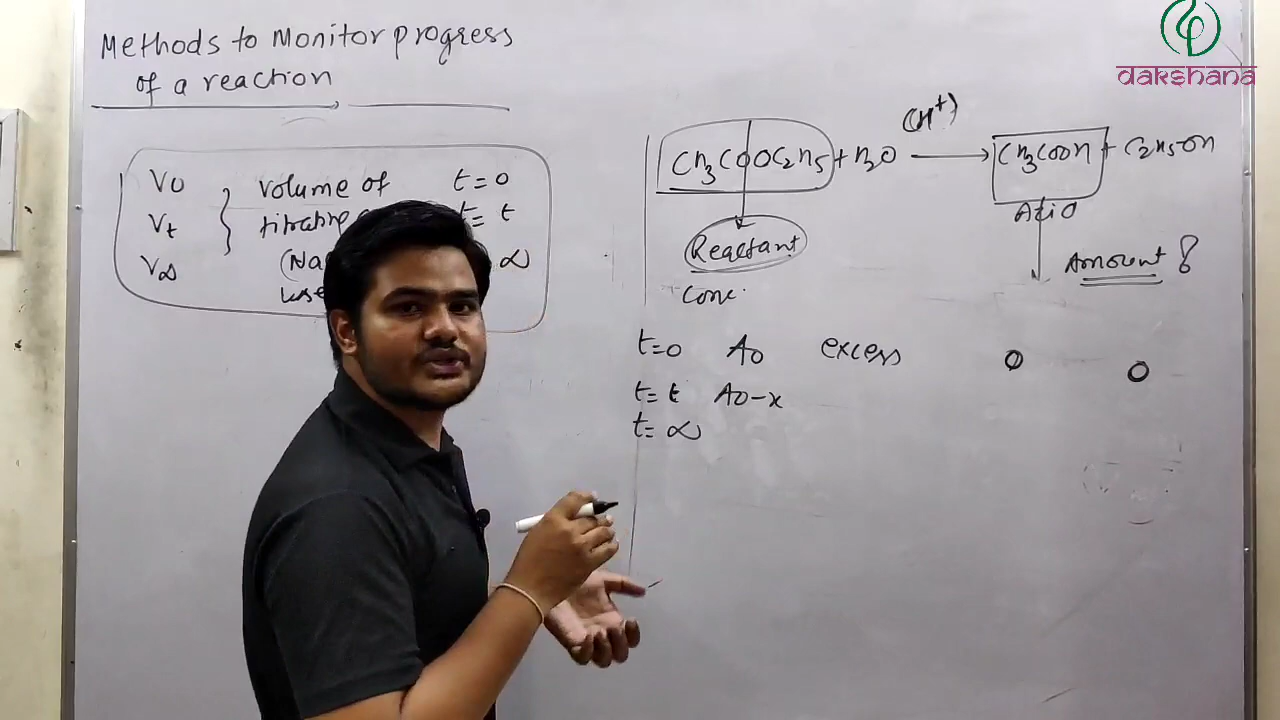 Methods to Monitor progress
of a reaction
dakshana
V0 volume of t=0
Vt t= t
V∞ ∞
CH3COOC2H5 + H2O (H+) → CH3COOH + C2H5OH
Reactant
conc.
Amount
t=0 A0 excess 0 0
t= t A0-x
t= ∞